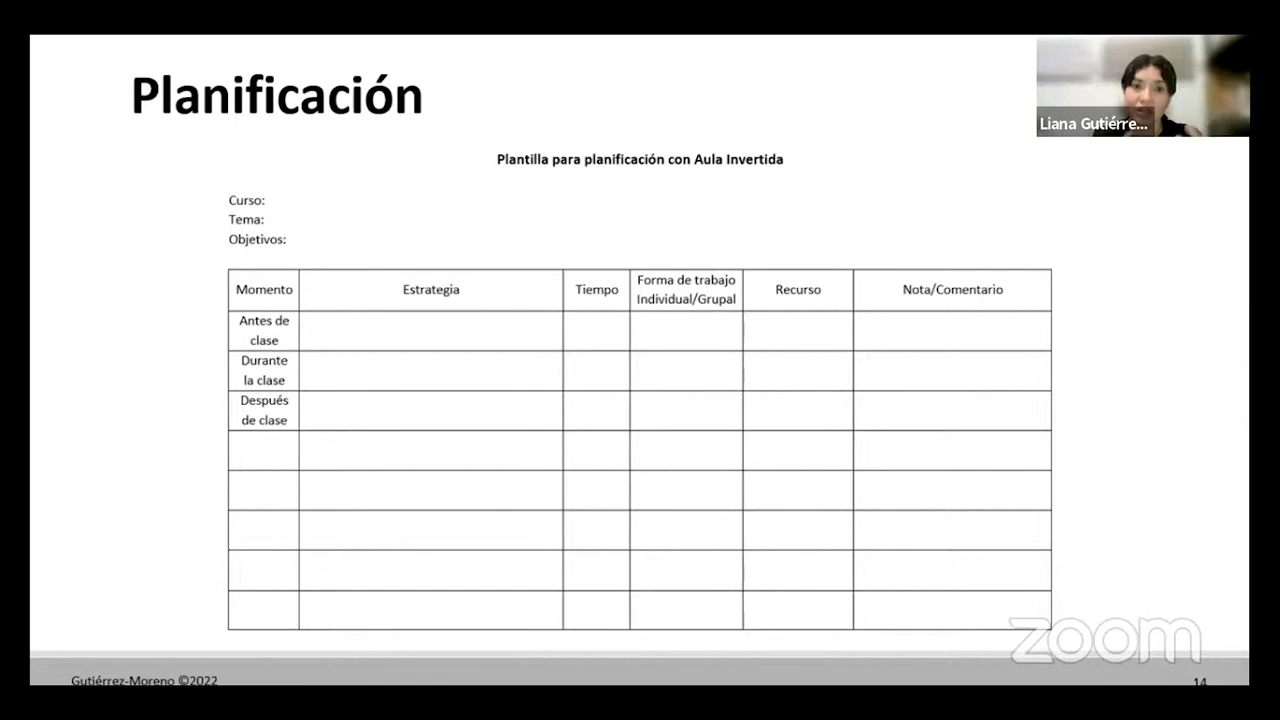 Planificación
Liana Gutiérre...
Plantilla para planificación con Aula Invertida
Curso:
Tema:
Objetivos:
Momento
Estrategia
Tiempo
Forma de trabajo
Individual/Grupal
Recurso
Nota/Comentario
Antes de
clase
Durante
la clase
Después
de clase
zoom
Gutiérrez-Moreno ©2022
14